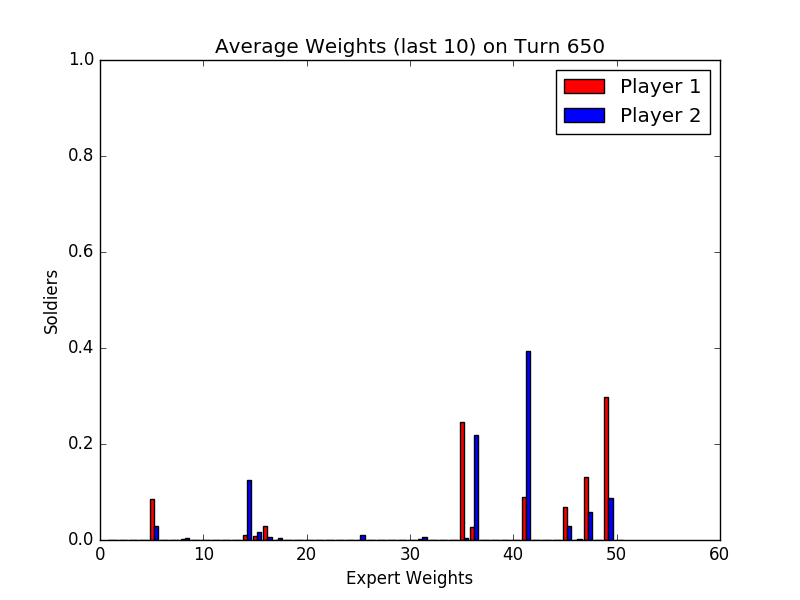 Average Weights (last 10) on Turn 650
1.0
0.8
0.6
0.4
0.2
0.0
Soldiers
Player 1
Player 2
0 10 20 30 40 50 60
Expert Weights